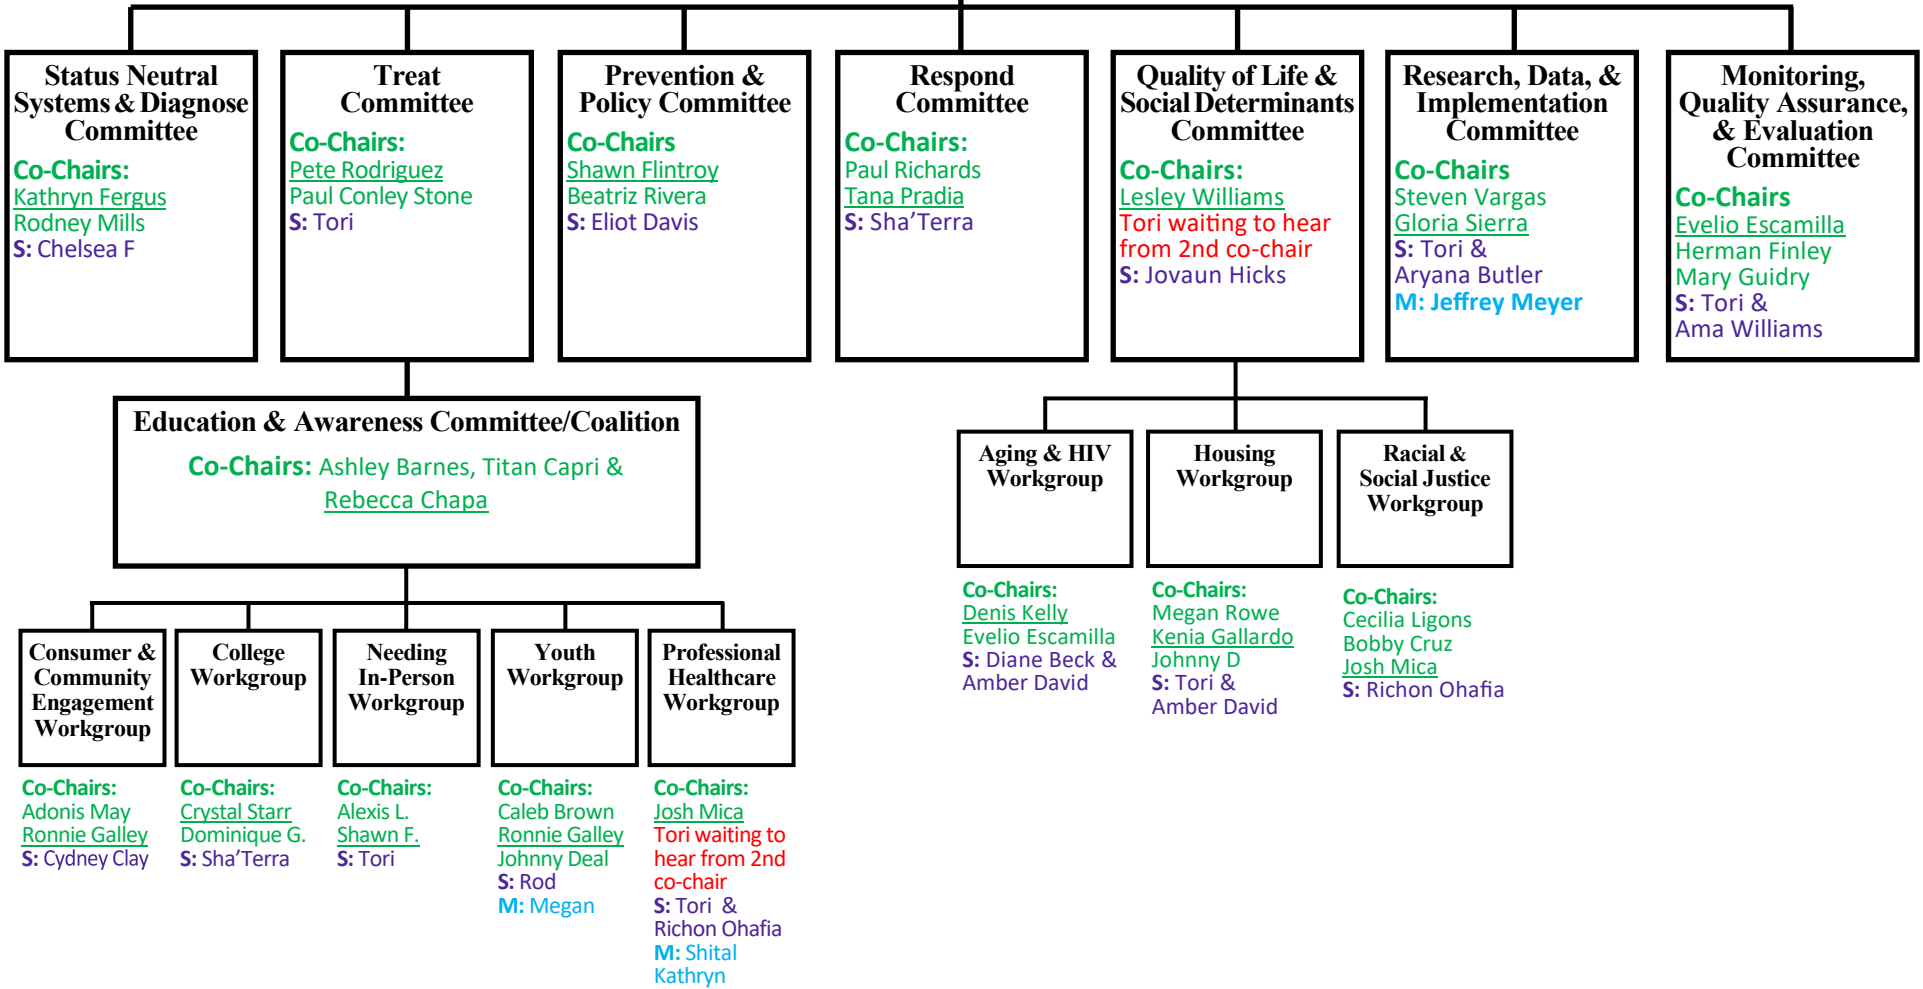 Status Neutral
Systems & Diagnose
Committee
Co-Chairs:
Kathryn Fergus
Rodney Mills
S: Chelsea F
Treat
Committee
Co-Chairs:
Pete Rodriguez
Paul Conley Stone
S: Tori
Prevention &
Policy Committee
Co-Chairs
Shawn Flintroy
Beatriz Rivera
S: Eliot Davis
Respond
Committee
Co-Chairs:
Paul Richards
Tana Pradia
S: Sha’Terra
Quality of Life &
Social Determinants
Committee
Co-Chairs:
Lesley Williams
Tori waiting to hear
from 2nd co-chair
S: Jovaun Hicks
Research, Data, &
Implementation
Committee
Co-Chairs
Steven Vargas
Gloria Sierra
S: Tori &
Aryana Butler
M: Jeffrey Meyer
Monitoring,
Quality Assurance,
& Evaluation
Committee
Co-Chairs
Evelio Escamilla
Herman Finley
Mary Guidry
S: Tori &
Ama Williams
Education & Awareness Committee/Coalition
Co-Chairs: Ashley Barnes, Titan Capri &
Rebecca Chapa
Aging & HIV
Workgroup
Co-Chairs:
Denis Kelly
Evelio Escamilla
S: Diane Beck &
Amber David
Housing
Workgroup
Co-Chairs:
Megan Rowe
Kenia Gallardo
Johnny D
S: Tori &
Amber David
Racial &
Social Justice
Workgroup
Co-Chairs:
Cecilia Ligons
Bobby Cruz
Josh Mica
S: Richon Ohafia
Consumer &
Community
Engagement
Workgroup
Co-Chairs:
Adonis May
Ronnie Galley
S: Cydney Clay
College
Workgroup
Co-Chairs:
Crystal Starr
Dominique G.
S: Sha’Terra
Needing
In-Person
Workgroup
Co-Chairs:
Alexis L.
Shawn F.
S: Tori
Youth
Workgroup
Co-Chairs:
Caleb Brown
Ronnie Galley
Johnny Deal
S: Rod
M: Megan
Professional
Healthcare
Workgroup
Co-Chairs:
Josh Mica
Tori waiting to
hear from 2nd
co-chair
S: Tori &
Richon Ohafia
M: Shital
Kathryn